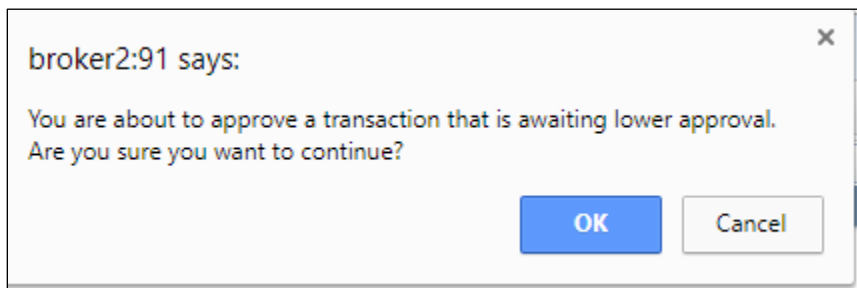 broker2:91 says:
You are about to approve a transaction that is awaiting lower approval.
Are you sure you want to continue?
OK Cancel